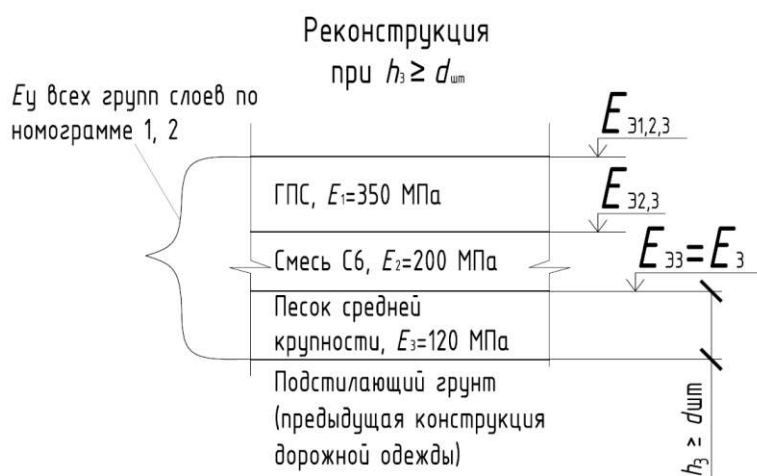 Реконструкция
при h₃ ≥ dшт
Еу всех групп слоев по
номограмме 1, 2
EЭ1,2,3
ГПС, E₁=350 МПа
EЭ2,3
Смесь С6, E₂=200 МПа
EЭ3=E₃
Песок средней
крупности, E₃=120 МПа
Подстилающий грунт
(предыдущая конструкция
дорожной одежды)
h₃ ≥ dшт